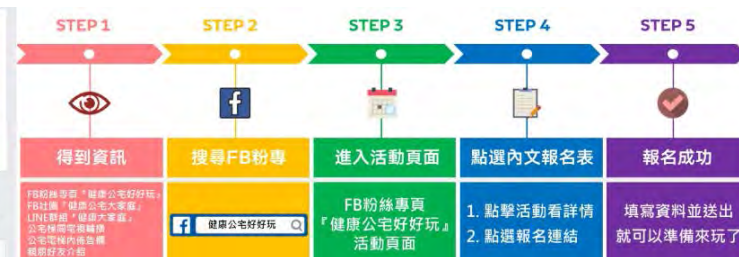 STEP 1
STEP 2
STEP 3
STEP 4
STEP 5
得到資訊
搜尋FB粉專
進入活動頁面
點選內文報名表
報名成功
FB粉絲專頁『健康公宅好好玩』
FB社團『健康公宅大家庭』
LINE群組『健康大家庭』
公宅梯間電視輪播
公宅電梯內佈告欄
親朋好友介紹
健康公宅好好玩
FB粉絲專頁
『健康公宅好好玩』
活動頁面
1. 點擊活動看詳情
2. 點選報名連結
填寫資料並送出
就可以準備來玩了